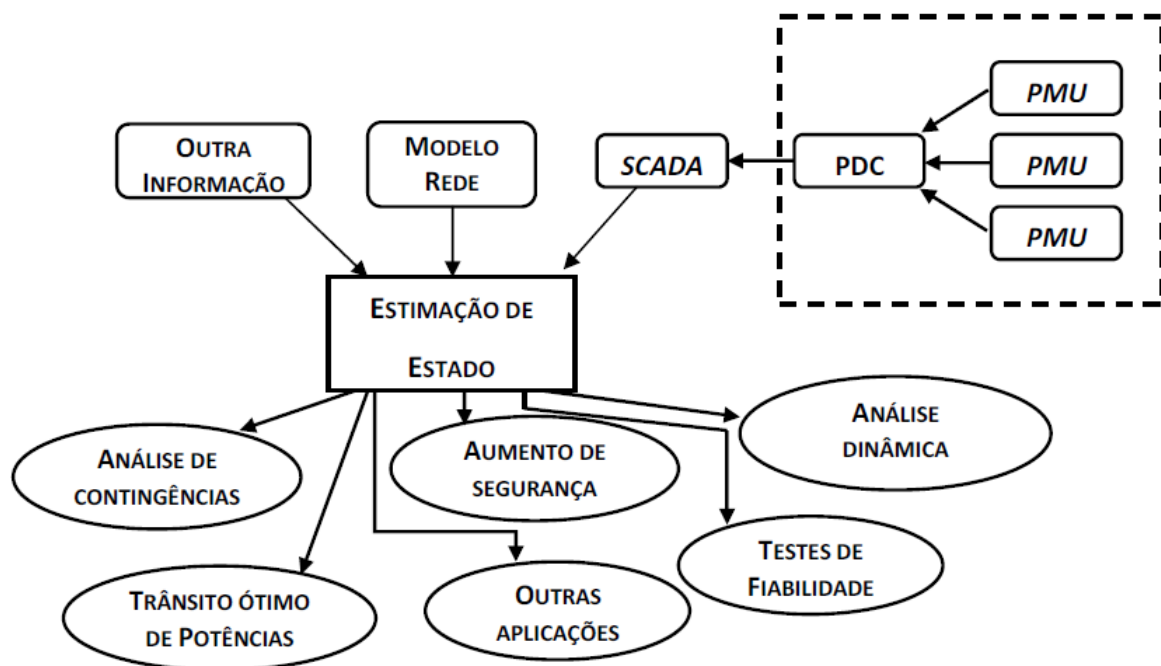 PMU
OUTRA
INFORMAÇÃO
MODELO
REDE
SCADA
PDC
PMU
PMU
ESTIMAÇÃO DE
ESTADO
ANÁLISE DE
CONTINGÊNCIAS
AUMENTO DE
SEGURANÇA
ANÁLISE
DINÂMICA
TRÂNSITO ÓTIMO
DE POTÊNCIAS
OUTRAS
APLICAÇÕES
TESTES DE
FIABILIDADE